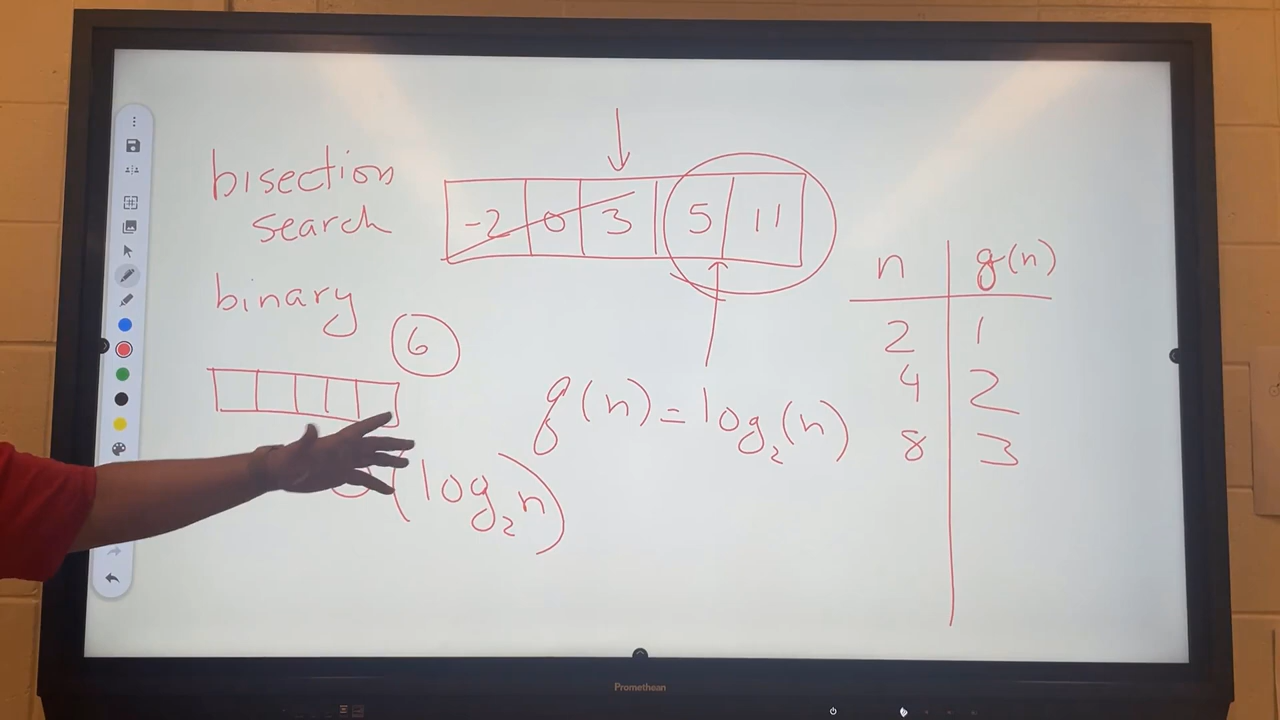 bisection
search
-2 0 3 5 11
binary
6
g(n) = log₂(n)
(log₂n)
n g(n)
2 1
4 2
8 3
Promethean